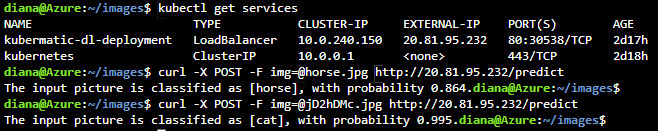 diana@Azure:~/images$ kubectl get services
NAME TYPE CLUSTER-IP EXTERNAL-IP PORT(S) AGE
kubermatic-dl-deployment LoadBalancer 10.0.240.150 20.81.95.232 80:30538/TCP 2d17h
kubernetes ClusterIP 10.0.0.1 <none> 443/TCP 2d18h
diana@Azure:~/images$ curl -X POST -F img=@horse.jpg http://20.81.95.232/predict
The input picture is classified as [horse], with probability 0.864.diana@Azure:~/images$
diana@Azure:~/images$ curl -X POST -F img=@jD2hDMc.jpg http://20.81.95.232/predict
The input picture is classified as [cat], with probability 0.995.diana@Azure:~/images$